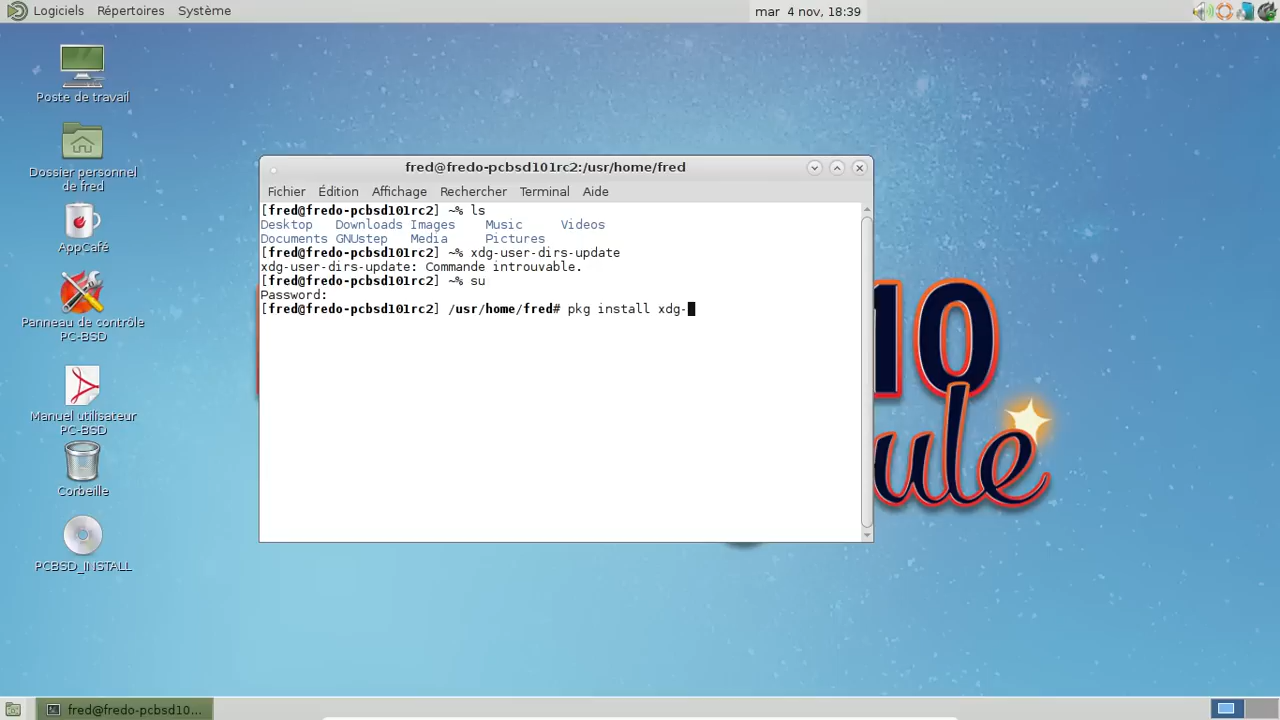 Logiciels Répertoires Système
mar 4 nov, 18:39
Poste de travail
Dossier personnel
de fred
AppCafé
Panneau de contrôle
PC-BSD
Manuel utilisateur
PC-BSD
Corbeille
PCBSD_INSTALL
fred@fredo-pcbsd101rc2:/usr/home/fred
Fichier Édition Affichage Rechercher Terminal Aide
[fred@fredo-pcbsd101rc2] ~% ls
Desktop Downloads Images Music Videos
Documents GNUstep Media Pictures
[fred@fredo-pcbsd101rc2] ~% xdg-user-dirs-update
xdg-user-dirs-update: Commande introuvable.
[fred@fredo-pcbsd101rc2] ~% su
Password:
[fred@fredo-pcbsd101rc2] /usr/home/fred# pkg install xdg-
10
ule
fred@fredo-pcbsd10...